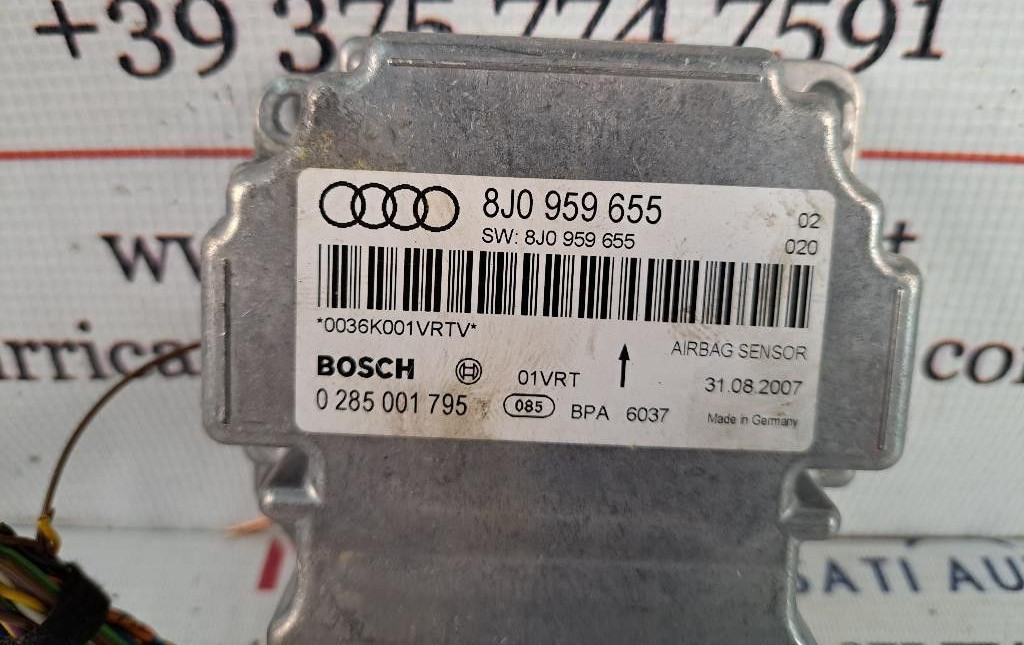 +39 375 774 7591
8J0 959 655
02
SW: 8J0 959 655
020
*0036K001VRTV*
AIRBAG SENSOR
BOSCH
01VRT
31.08.2007
0 285 001 795
085
BPA 6037
Made in Germany